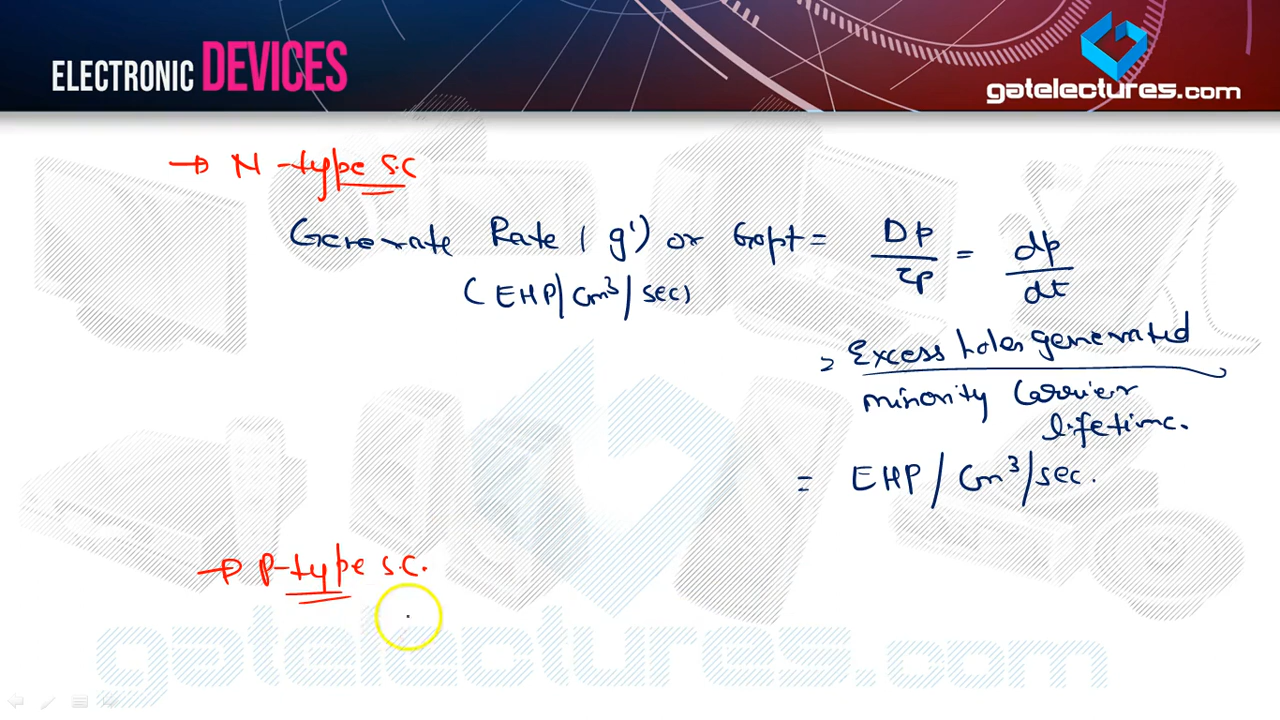 ELECTRONIC DEVICES
gatelectures.com
→ N-type s.c
Generate Rate ( g') or Gopt = Dp/τp = dp/dt
(EHP/cm³/sec)
= Excess holes generated
minority carrier
lifetime.
= EHP/cm³/sec.
→ P-type s.c.
gatelectures.com